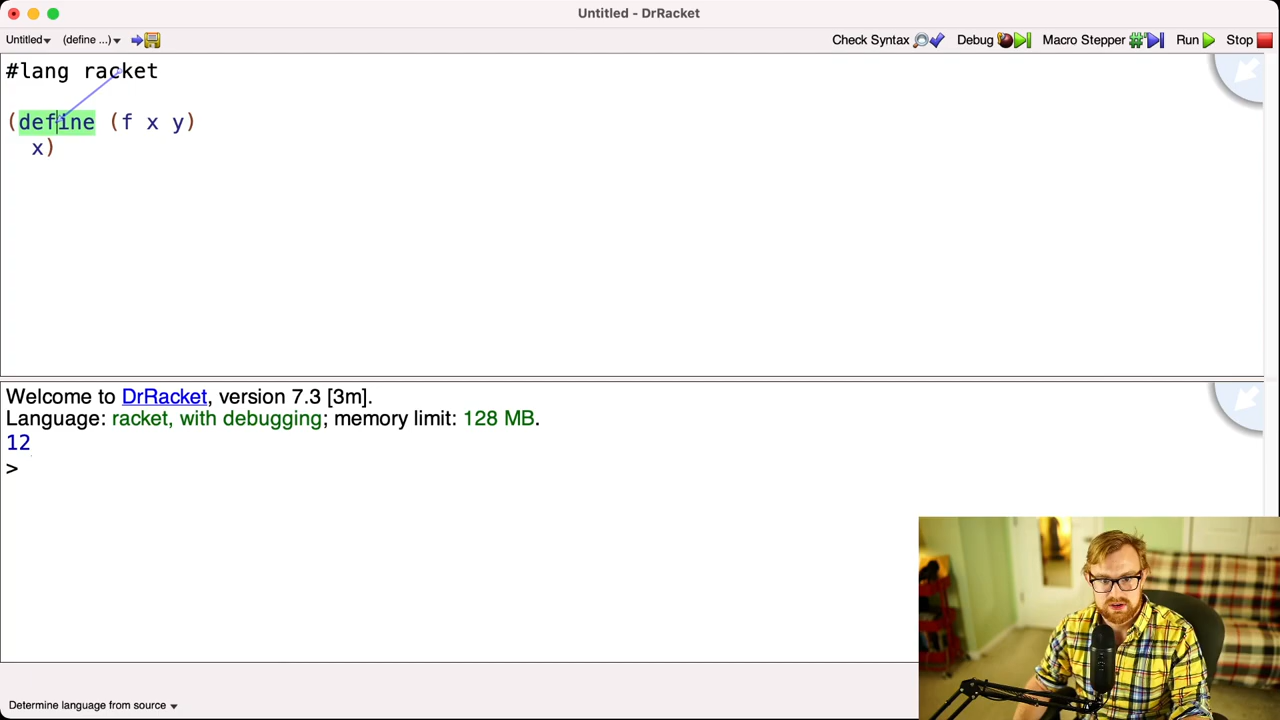 Untitled - DrRacket
Untitled (define ...) Check Syntax Debug Macro Stepper Run Stop
#lang racket
(define (f x y)
x)
Welcome to DrRacket, version 7.3 [3m].
Language: racket, with debugging; memory limit: 128 MB.
12
>
Determine language from source